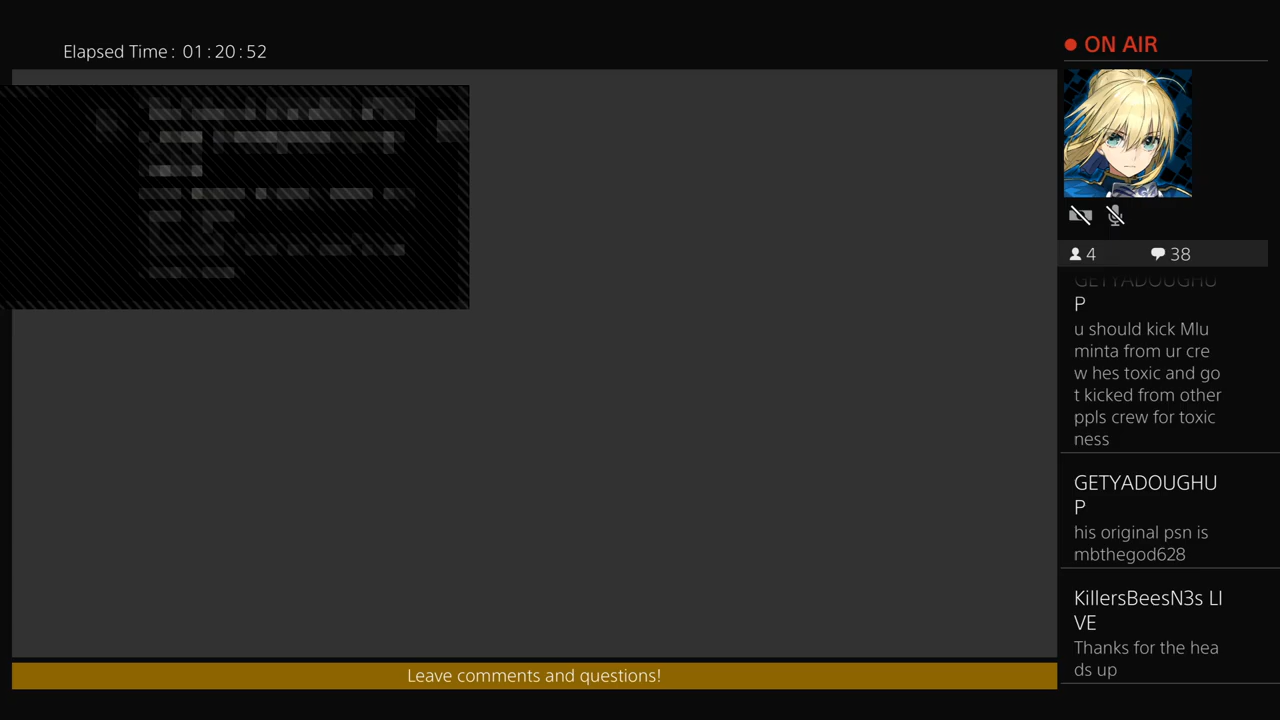 Elapsed Time: 01:20:52
ON AIR
4 38
GETYADOUGHU
P
u should kick Mlu
minta from ur cre
w hes toxic and go
t kicked from other
ppls crew for toxic
ness
GETYADOUGHU
P
his original psn is
mbthegod628
KillersBeesN3s LI
VE
Thanks for the hea
ds up
Leave comments and questions!